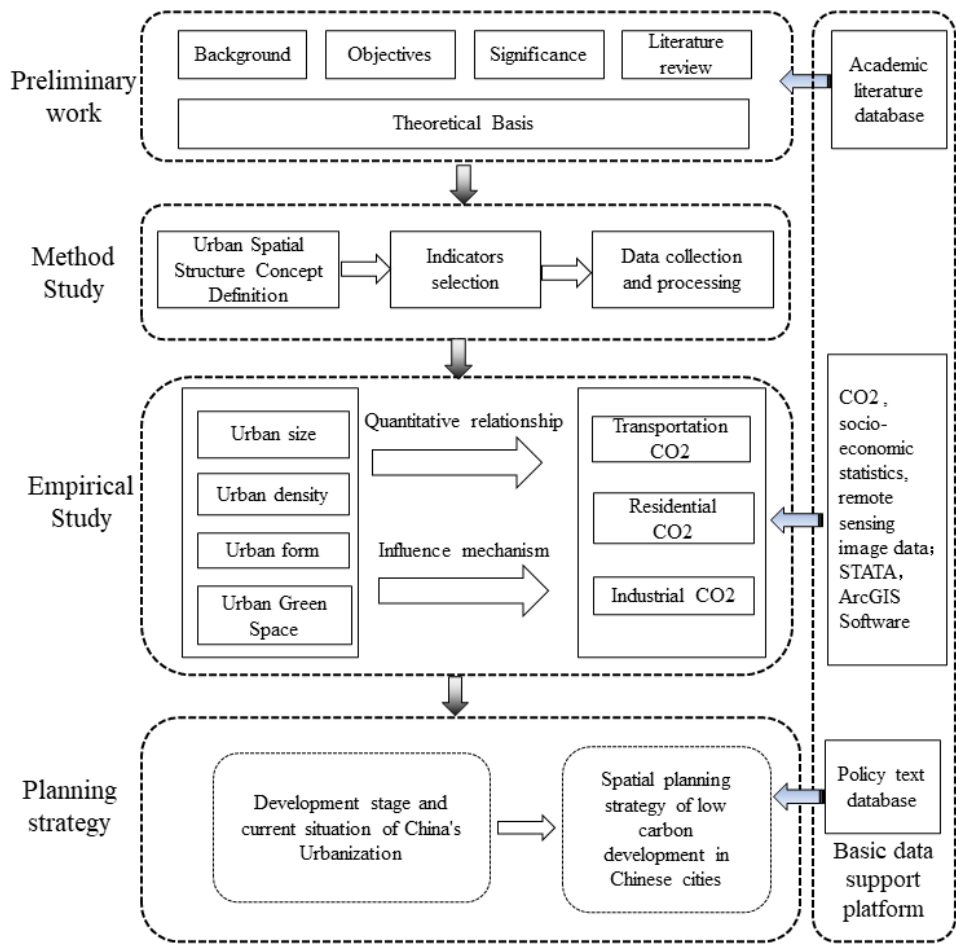 Preliminary
work
Background
Objectives
Significance
Literature
review
Theoretical Basis
Academic
literature
database
Method
Study
Urban Spatial
Structure Concept
Definition
Indicators
selection
Data collection
and processing
Empirical
Study
Urban size
Urban density
Urban form
Urban Green
Space
Quantitative relationship
Influence mechanism
Transportation
CO2
Residential
CO2
Industrial CO2
CO2 ,
socio-
economic
statistics,
remote
sensing
image data;
STATA,
ArcGIS
Software
Planning
strategy
Development stage and
current situation of China's
Urbanization
Spatial planning
strategy of low
carbon
development in
Chinese cities
Policy text
database
Basic data
support
platform